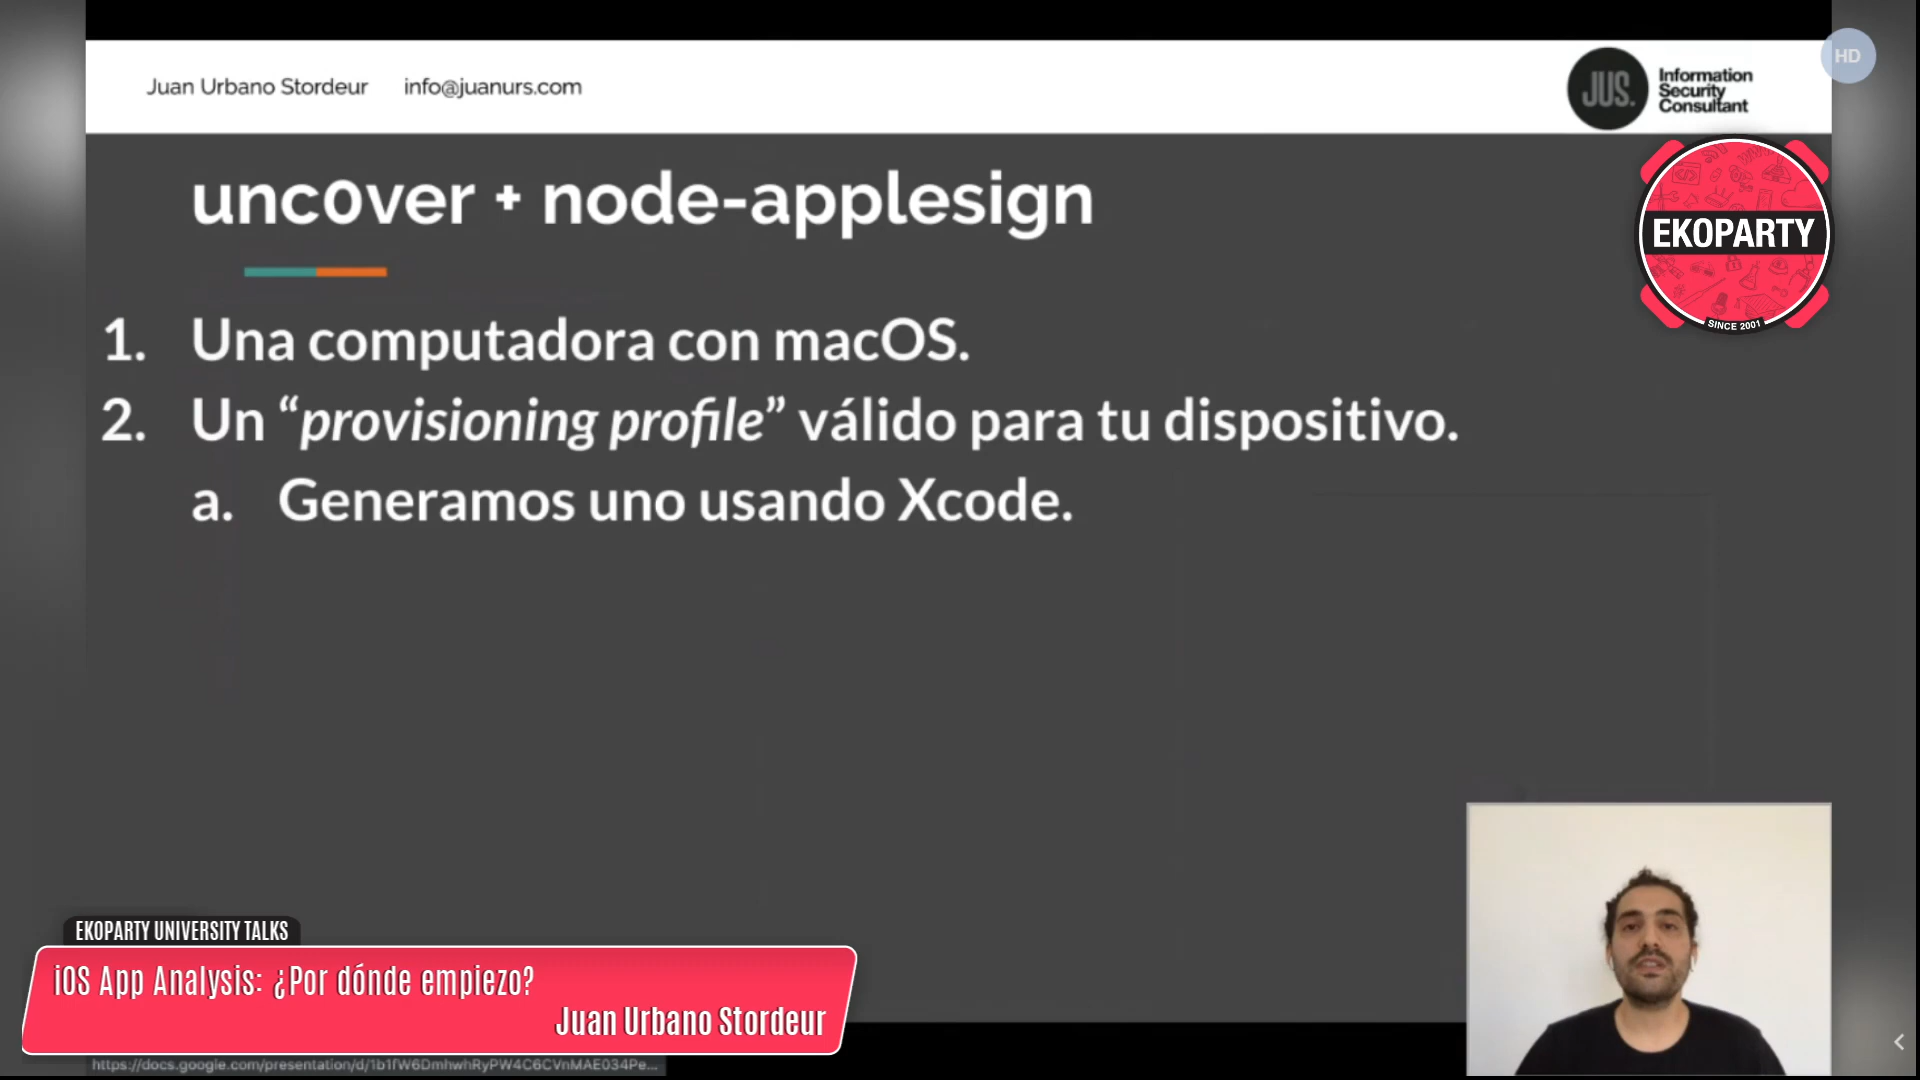 Juan Urbano Stordeur info@juanurs.com
JUS.
Information
Security
Consultant
HD
unc0ver + node-applesign
EKOPARTY
SINCE 2001
1. Una computadora con macOS.
2. Un “provisioning profile” válido para tu dispositivo.
a. Generamos uno usando Xcode.
EKOPARTY UNIVERSITY TALKS
iOS App Analysis: ¿Por dónde empiezo?
Juan Urbano Stordeur
https://docs.google.com/presentation/d/1b1fW6DmhwhRyPW4C6CVnMAE034Pe...